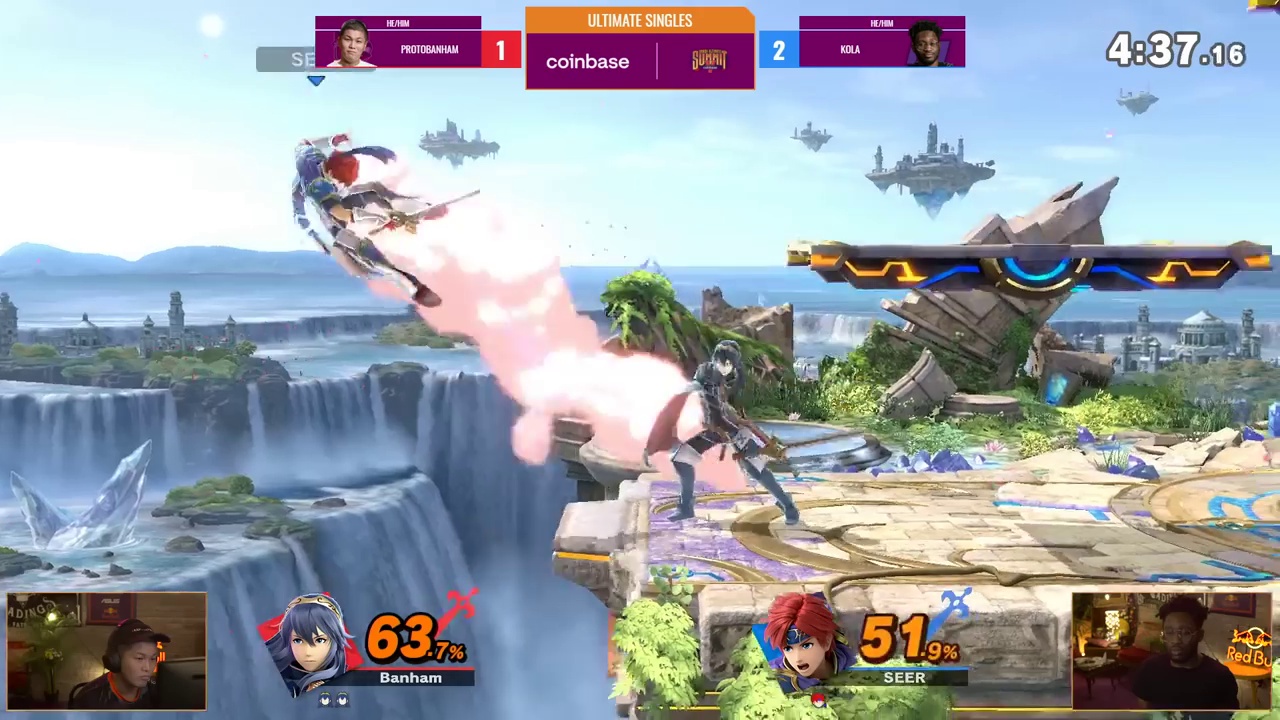 HE/HIM
PROTOBANHAM
1
ULTIMATE SINGLES
coinbase
SUMMIT
2
HE/HIM
KOLA
4:37.16
SE
63.7%
Banham
51.9%
SEER
ADING
Red Bu